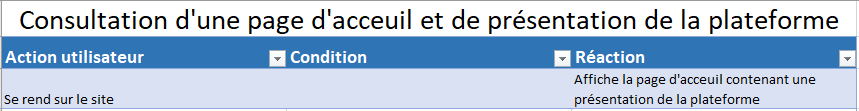 Consultation d'une page d'acceuil et de présentation de la plateforme
Action utilisateur Condition Réaction
Se rend sur le site
Affiche la page d'acceuil contenant une
présentation de la plateforme